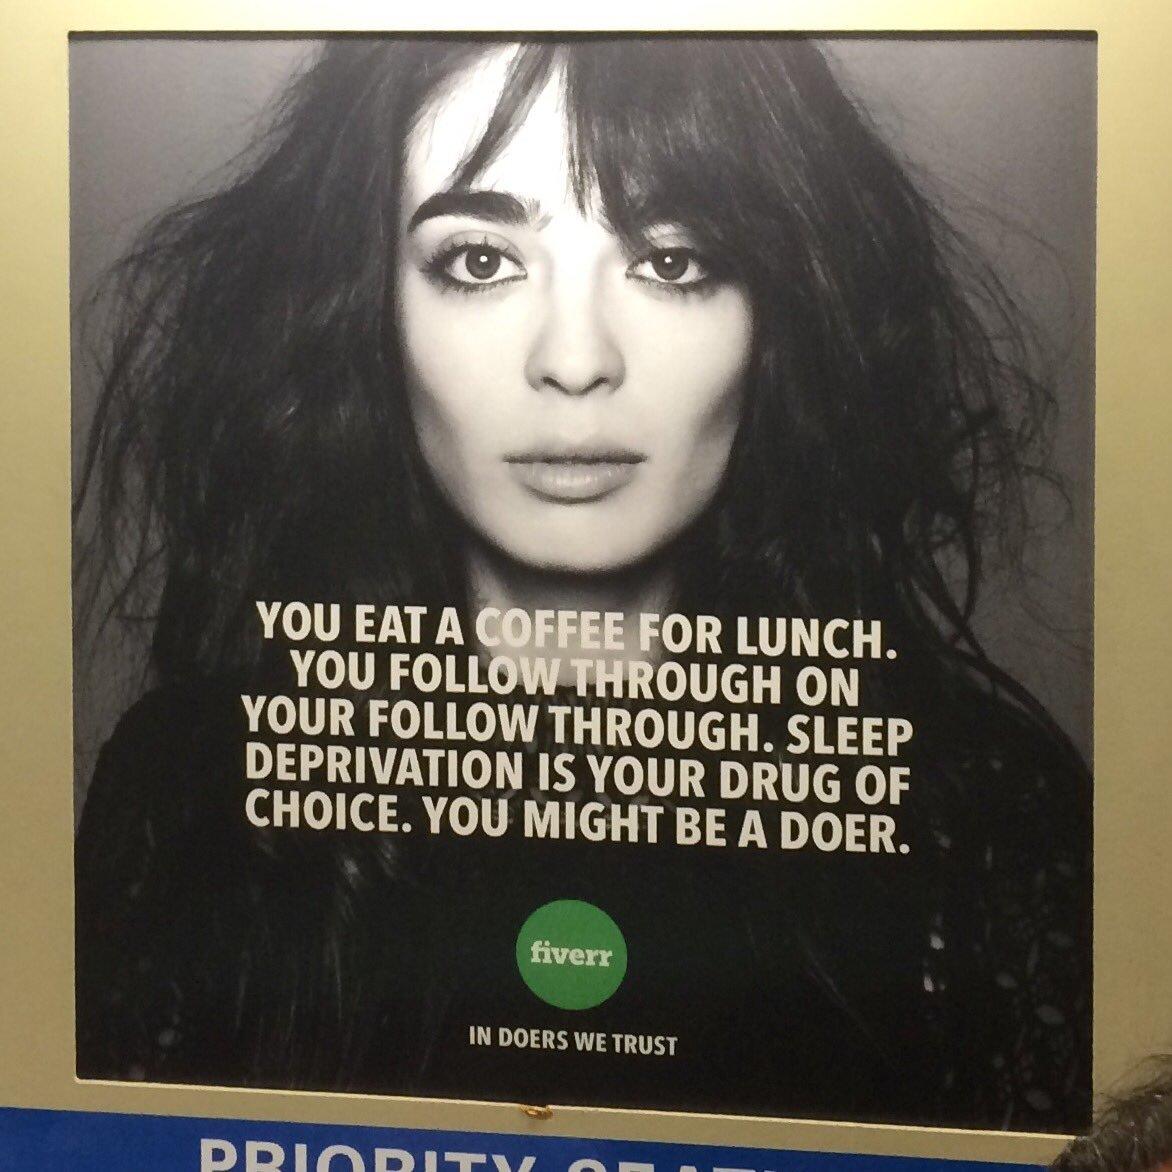 YOU EAT A COFFEE FOR LUNCH.
YOU FOLLOW THROUGH ON
YOUR FOLLOW THROUGH. SLEEP
DEPRIVATION IS YOUR DRUG OF
CHOICE. YOU MIGHT BE A DOER.
fiverr
IN DOERS WE TRUST
PRIORITY